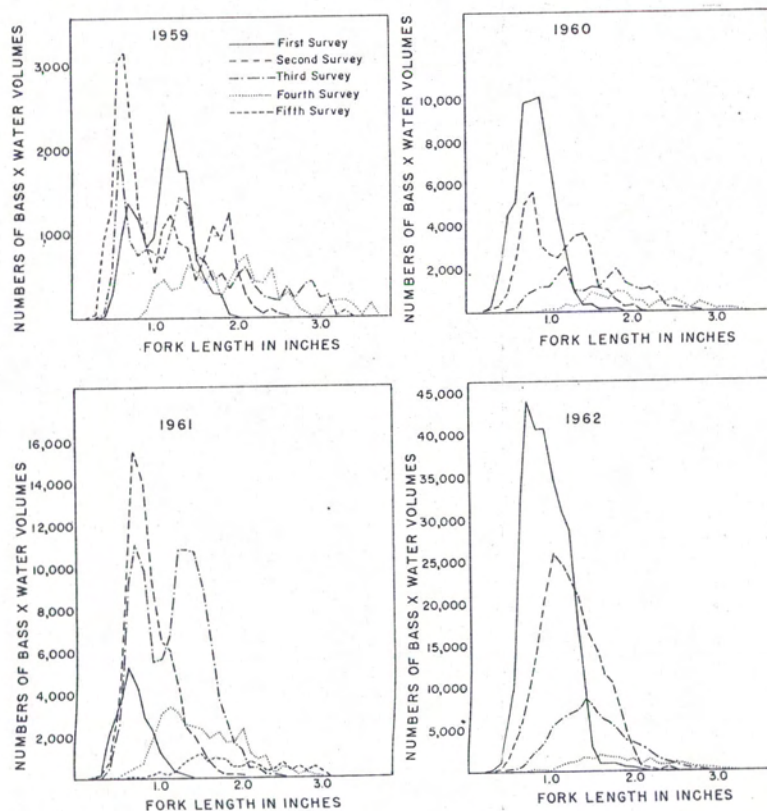 1959
First Survey
Second Survey
Third Survey
Fourth Survey
Fifth Survey
3,000
2,000
1,000
1.0 2.0 3.0
FORK LENGTH IN INCHES
NUMBERS OF BASS X WATER VOLUMES
1960
10,000
8,000
6,000
4,000
2,000
1.0 2.0 3.0
FORK LENGTH IN INCHES
NUMBERS OF BASS X WATER VOLUMES
1961
16,000
14,000
12,000
10,000
8,000
6,000
4,000
2,000
1.0 2.0 3.0
FORK LENGTH IN INCHES
NUMBERS OF BASS X WATER VOLUMES
1962
45,000
40,000
35,000
30,000
25,000
20,000
15,000
10,000
5,000
1.0 2.0 3.0
FORK LENGTH IN INCHES
NUMBERS OF BASS X WATER VOLUMES